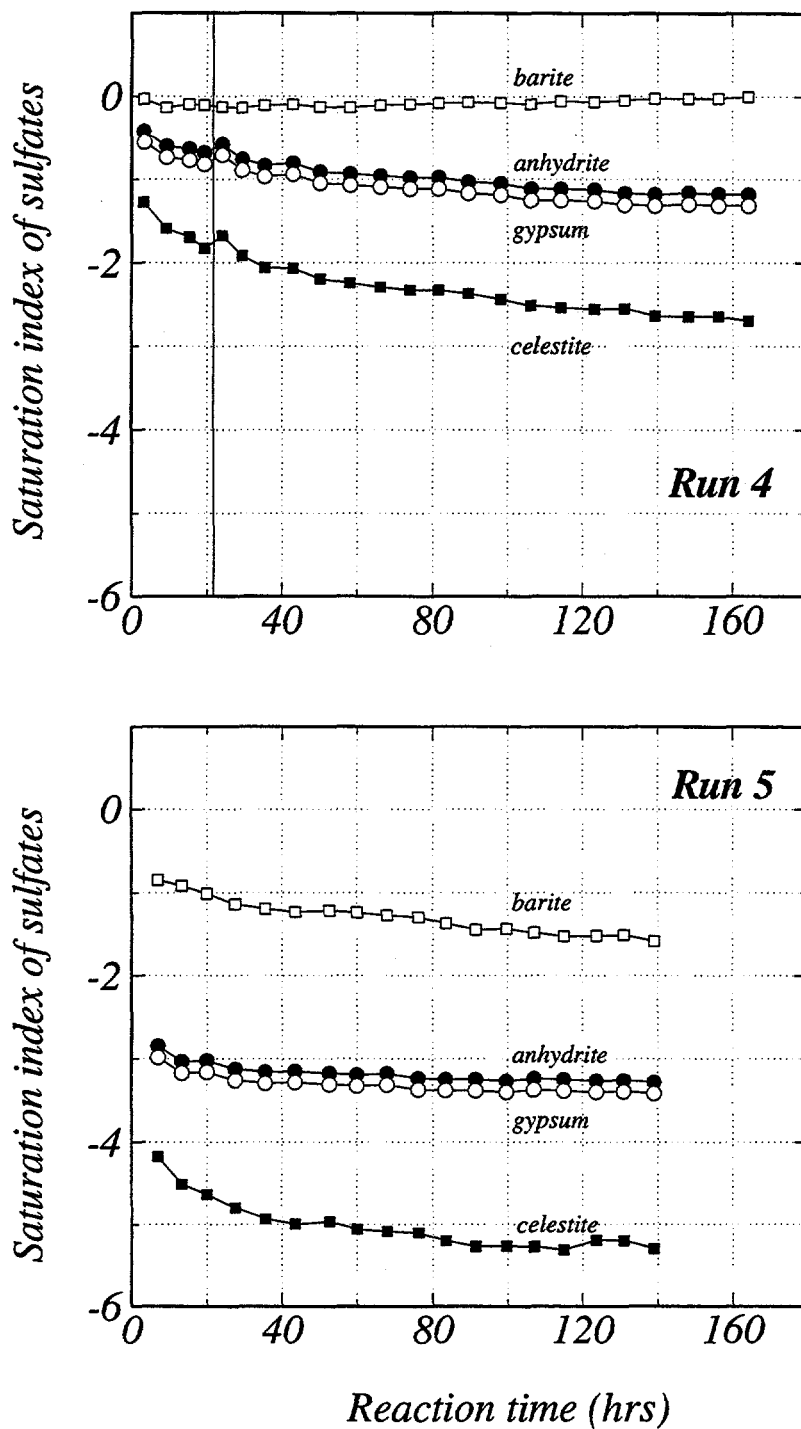 Saturation index of sulfates
0
-2
-4
-6
barite
anhydrite
gypsum
celestite
Run 4
0 40 80 120 160
Saturation index of sulfates
0
-2
-4
-6
Run 5
barite
anhydrite
gypsum
celestite
0 40 80 120 160
Reaction time (hrs)